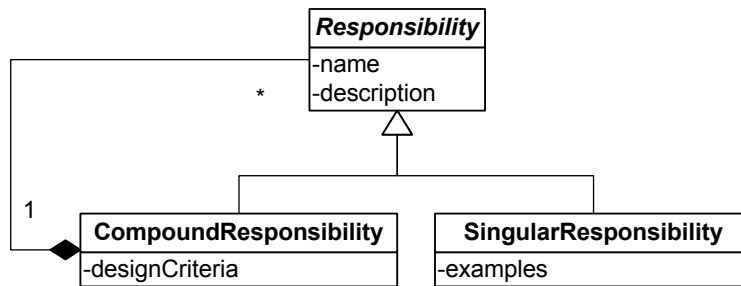 Responsibility
-name
-description
*
1
CompoundResponsibility
-designCriteria
SingularResponsibility
-examples